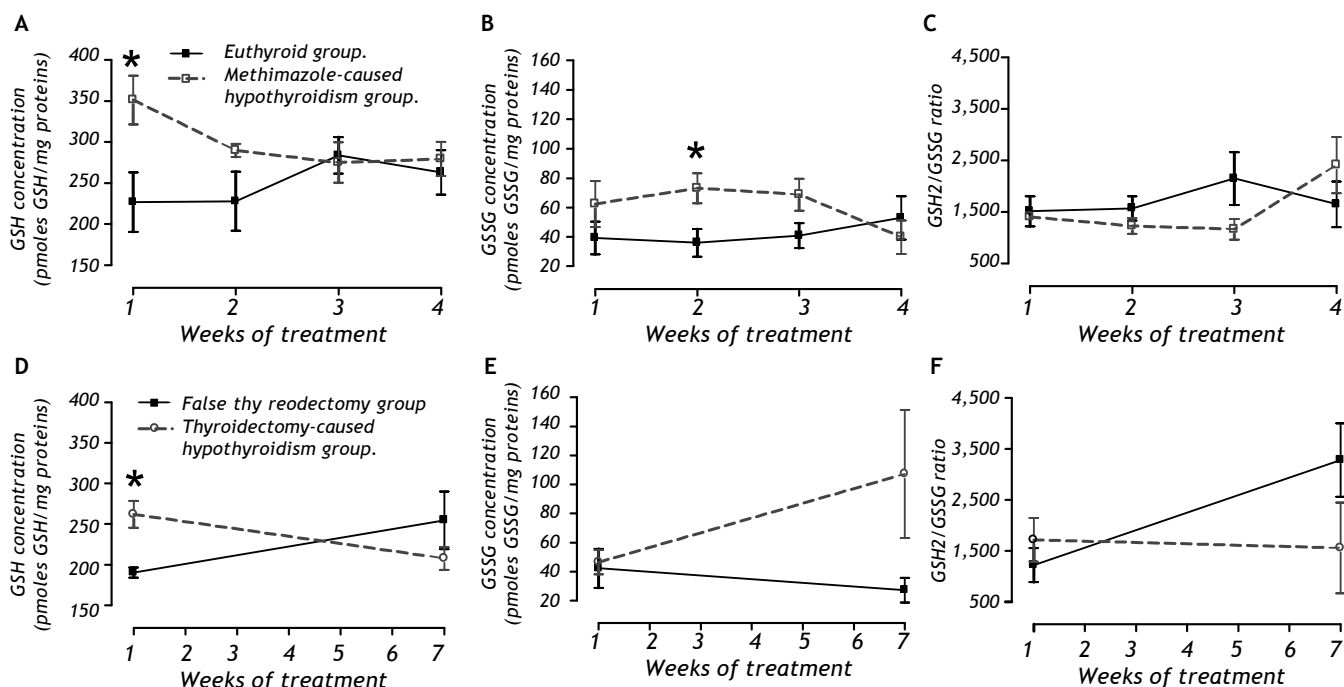 A
GSH concentration
(pmoles GSH/mg proteins)
400
350
300
250
200
150
*
Euthyroid group.
Methimazole-caused
hypothyroidism group.
1 2 3 4
Weeks of treatment
B
GSSG concentration
(pmoles GSSG/mg proteins)
160
140
120
100
80
60
40
20
*
1 2 3 4
Weeks of treatment
C
GSH2/GSSG ratio
4,500
3,500
2,500
1,500
500
1 2 3 4
Weeks of treatment
D
GSH concentration
(pmoles GSH/mg proteins)
400
350
300
250
200
150
*
False thy reodectomy group
Thyroidectomy-caused
hypothyroidism group.
1 2 3 4 5 6 7
Weeks of treatment
E
GSSG concentration
(pmoles GSSG/mg proteins)
160
140
120
100
80
60
40
20
1 2 3 4 5 6 7
Weeks of treatment
F
GSH2/GSSG ratio
4,500
3,500
2,500
1,500
500
1 2 3 4 5 6 7
Weeks of treatment